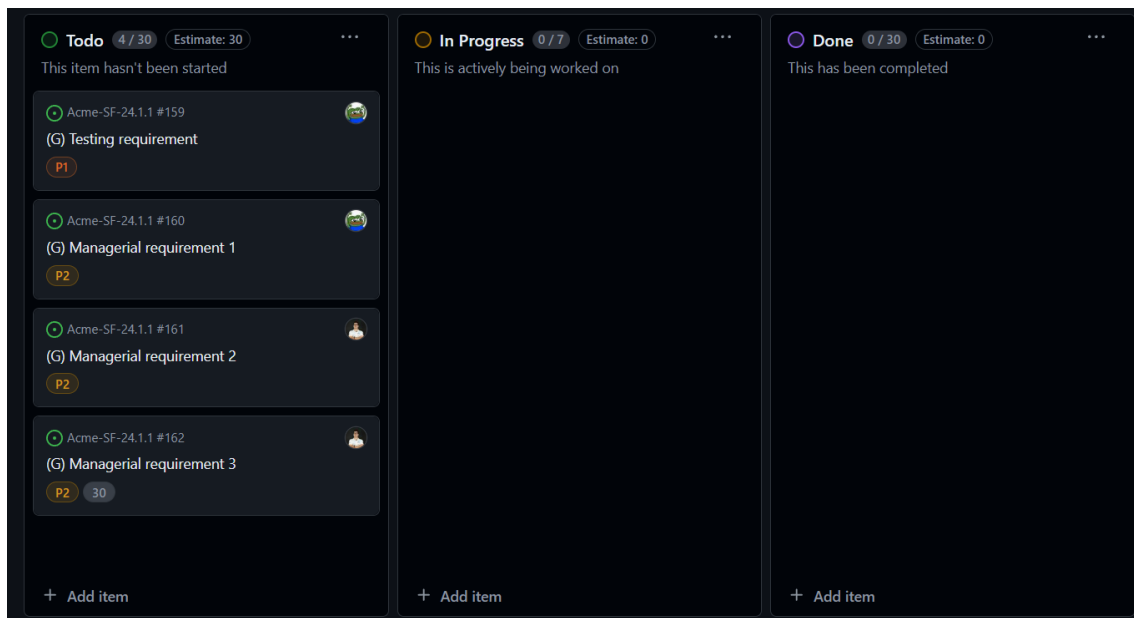 Todo 4 / 30 Estimate: 30 ...
This item hasn't been started
Acme-SF-24.1.1 #159
(G) Testing requirement
P1
Acme-SF-24.1.1 #160
(G) Managerial requirement 1
P2
Acme-SF-24.1.1 #161
(G) Managerial requirement 2
P2
Acme-SF-24.1.1 #162
(G) Managerial requirement 3
P2 30
+ Add item
In Progress 0 / 7 Estimate: 0 ...
This is actively being worked on
+ Add item
Done 0 / 30 Estimate: 0 ...
This has been completed
+ Add item